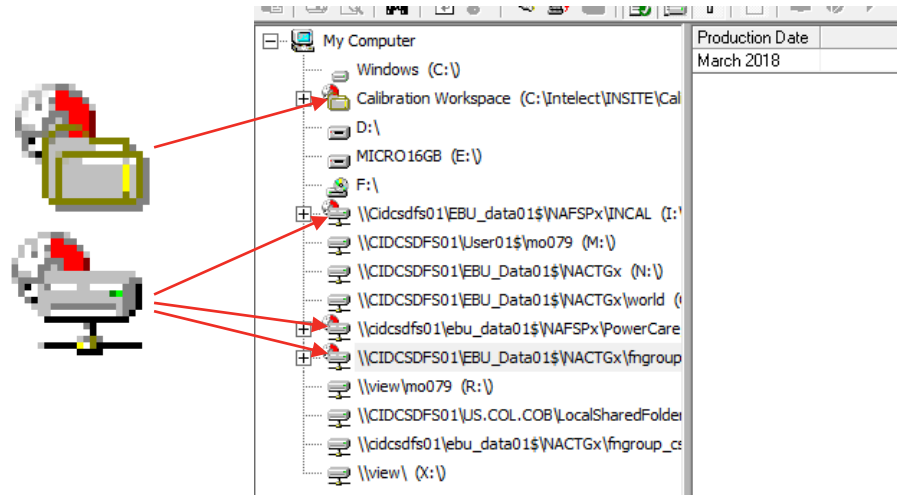 My Computer
Windows (C:\)
Calibration Workspace (C:\Intelect\INSITE\Cal
D:\
MICRO16GB (E:\)
F:\
\\Cidcsdfs01\EBU_data01$\NAFSPx\INCAL (I:\
\\CIDCSDFS01\User01$\mo079 (M:\)
\\CIDCSDFS01\EBU_Data01$\NACTGx (N:\)
\\CIDCSDFS01\EBU_Data01$\NACTGx\world (
\\cidcsdfs01\ebu_data01$\NAFSPx\PowerCare
\\CIDCSDFS01\EBU_Data01$\NACTGx\fngroup
\\view\mo079 (R:\)
\\CIDCSDFS01\US.COL.COB\LocalSharedFolder
\\cidcsdfs01\ebu_data01$\NACTGx\fngroup_cs
\\view\ (X:\)
Production Date
March 2018